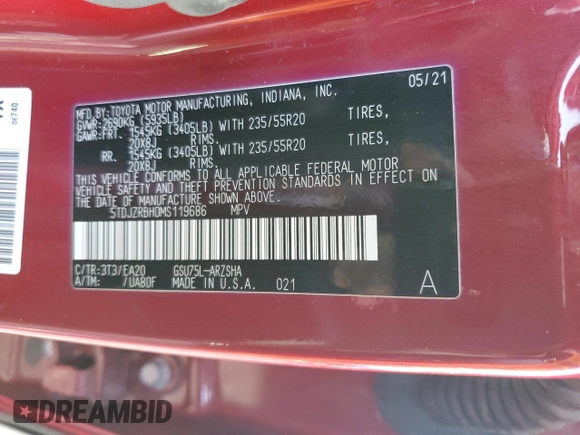 MFD.BY:TOYOTA MOTOR MANUFACTURING, INDIANA, INC. 05/21
GVWR:2690KG (5935LB)
GAWR:FRT. 1545KG (3405LB) WITH 235/55R20 TIRES,
20X8J RIMS.
RR. 1545KG (3405LB) WITH 235/55R20 TIRES,
20X8J RIMS.
THIS VEHICLE CONFORMS TO ALL APPLICABLE FEDERAL MOTOR
VEHICLE SAFETY AND THEFT PREVENTION STANDARDS IN EFFECT ON
THE DATE OF MANUFACTURE SHOWN ABOVE.
5TDJZRBH0MS119686 MPV
C/TR:3T3/EA20 GSU75L-ARZSHA
A/TM: /UA80F MADE IN U.S.A. 021 A
DREAMBID